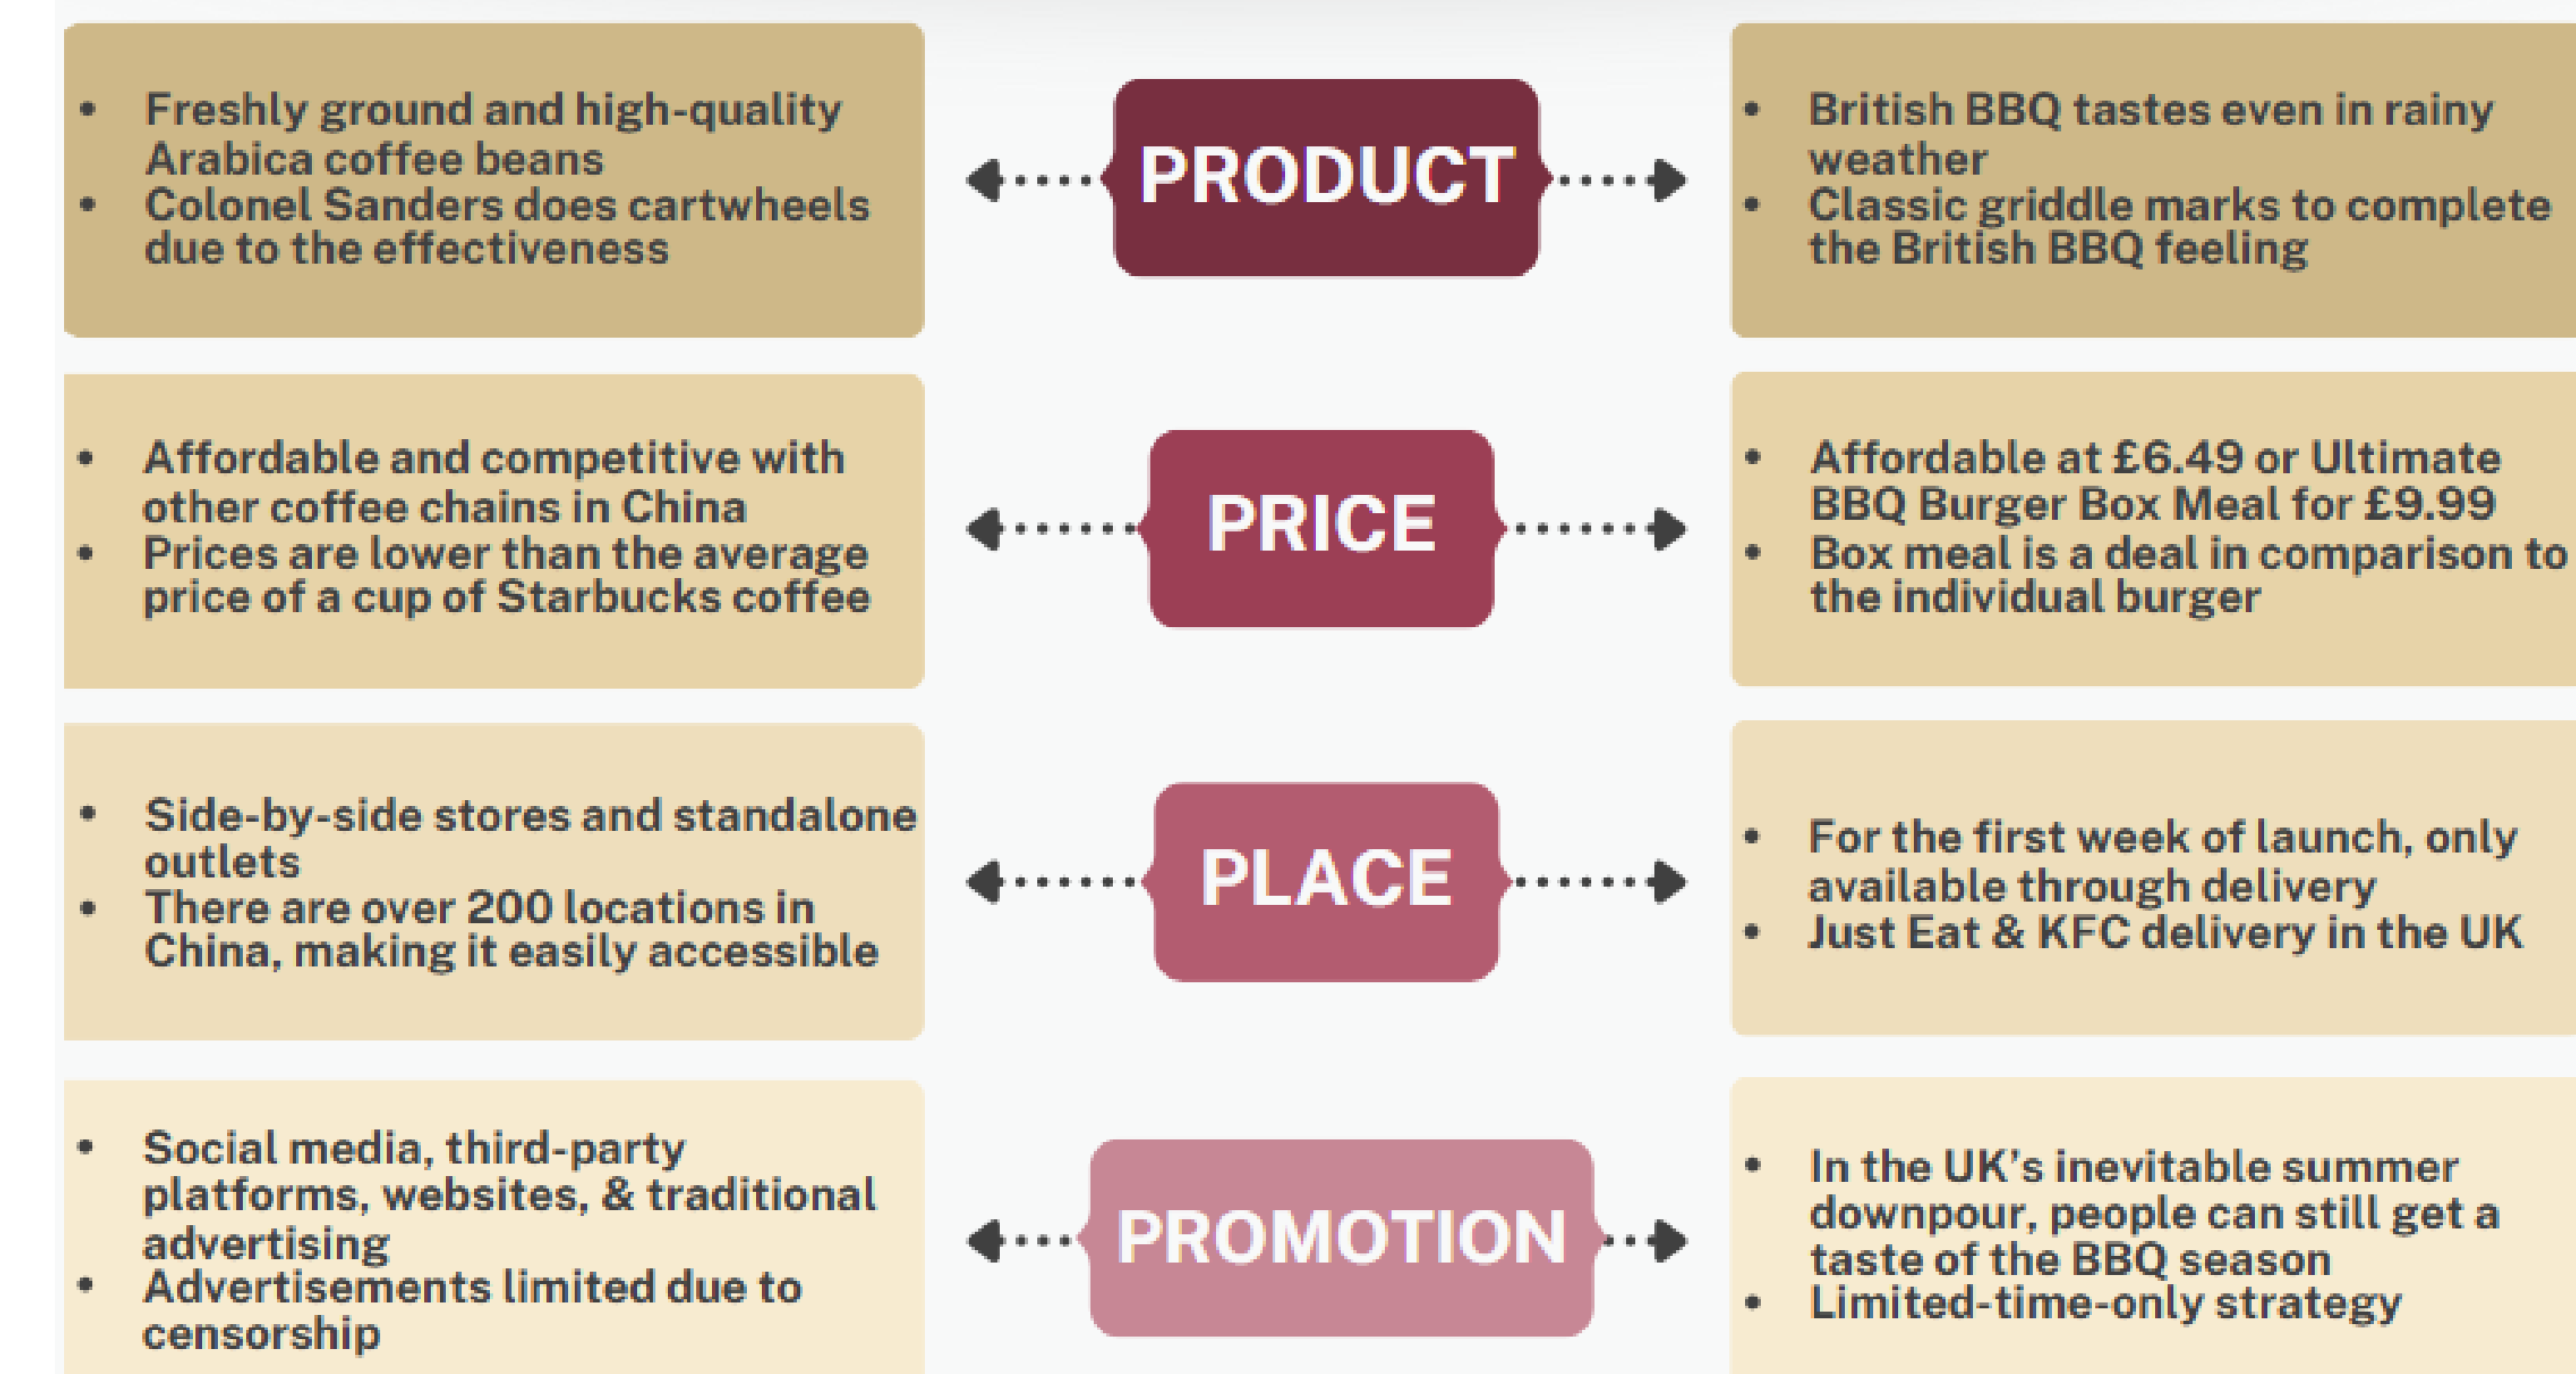 • Freshly ground and high-quality
Arabica coffee beans
• Colonel Sanders does cartwheels
due to the effectiveness
PRODUCT
• British BBQ tastes even in rainy
weather
• Classic griddle marks to complete
the British BBQ feeling
• Affordable and competitive with
other coffee chains in China
• Prices are lower than the average
price of a cup of Starbucks coffee
PRICE
• Affordable at £6.49 or Ultimate
BBQ Burger Box Meal for £9.99
• Box meal is a deal in comparison to
the individual burger
• Side-by-side stores and standalone
outlets
• There are over 200 locations in
China, making it easily accessible
PLACE
• For the first week of launch, only
available through delivery
• Just Eat & KFC delivery in the UK
• Social media, third-party
platforms, websites, & traditional
advertising
• Advertisements limited due to
censorship
PROMOTION
• In the UK’s inevitable summer
downpour, people can still get a
taste of the BBQ season
• Limited-time-only strategy